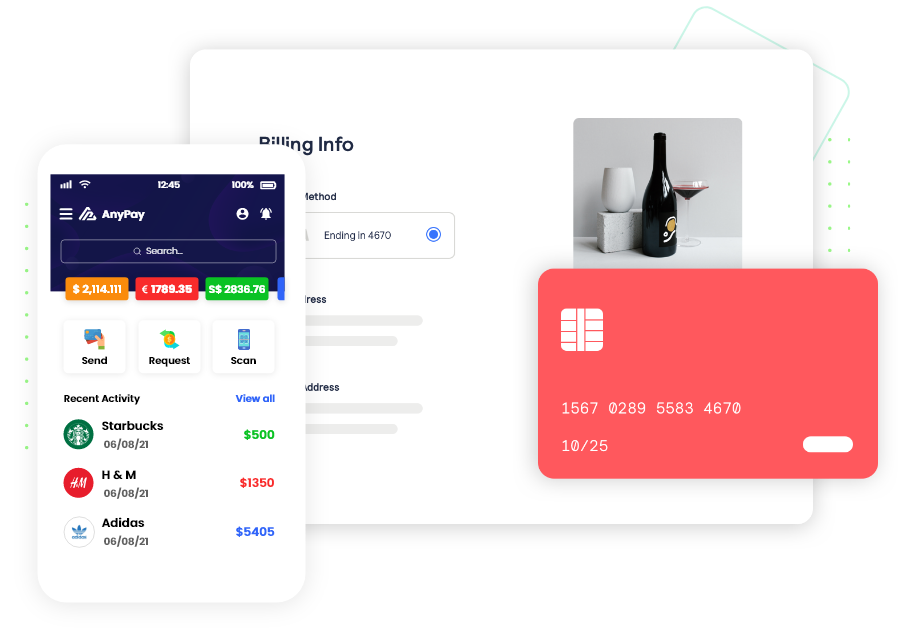 Billing Info
Method
Ending in 4670
Address
1567 0289 5583 4670
10/25
12:45
100%
AnyPay
Search...
$ 2,114.111
€ 1789.35
S$ 2836.76
Send
Request
Scan
Recent Activity
View all
Starbucks
06/08/21
$500
H&M
H & M
06/08/21
$1350
adidas
Adidas
06/08/21
$5405